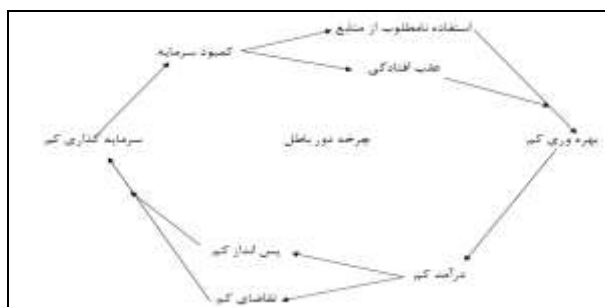 استفاده نامطلوب از منابع
کمبود سرمایه
عقب افتادگی
سرمایه گذاری کم
چرخه دور باطل
بهره وری کم
پس انداز کم
درآمد کم
تقاضای کم